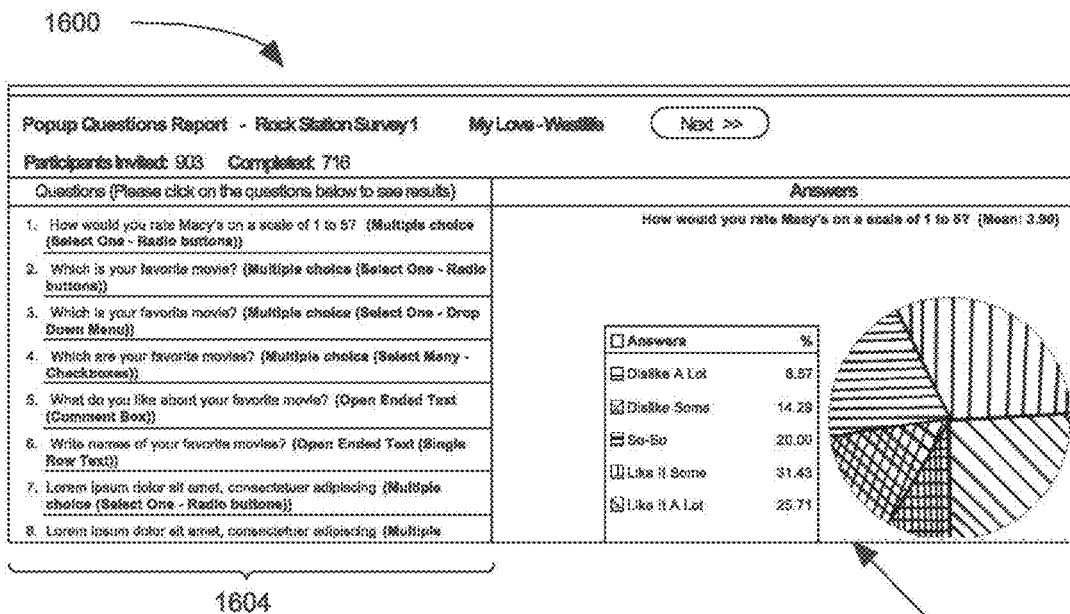 1600
Popup Questions Report - Rock Station Survey 1 My Love - Westlife Next >>
Participants Invited: 903 Completed: 716
Questions (Please click on the questions below to see results)
1. How would you rate Macy's on a scale of 1 to 5? (Multiple choice
(Select One - Radio buttons))
2. Which is your favorite movie? (Multiple choice (Select One - Radio
buttons))
3. Which is your favorite movie? (Multiple choice (Select One - Drop
Down Menu))
4. Which are your favorite movies? (Multiple choice (Select Many -
Checkboxes))
5. What do you like about your favorite movie? (Open Ended Text
(Comment Box))
6. Write names of your favorite movies? (Open Ended Text (Single
Row Text))
7. Lorem ipsum dolor sit amet, consectetuer adipiscing (Multiple
choice (Select One - Radio buttons))
8. Lorem ipsum dolor sit amet, consectetuer adipiscing (Multiple
Answers
How would you rate Macy's on a scale of 1 to 5? (Mean: 3.50)
Answers %
Dislike A Lot 8.57
Dislike Some 14.29
So-So 20.00
Like It Some 31.43
Like It A Lot 25.71
1604